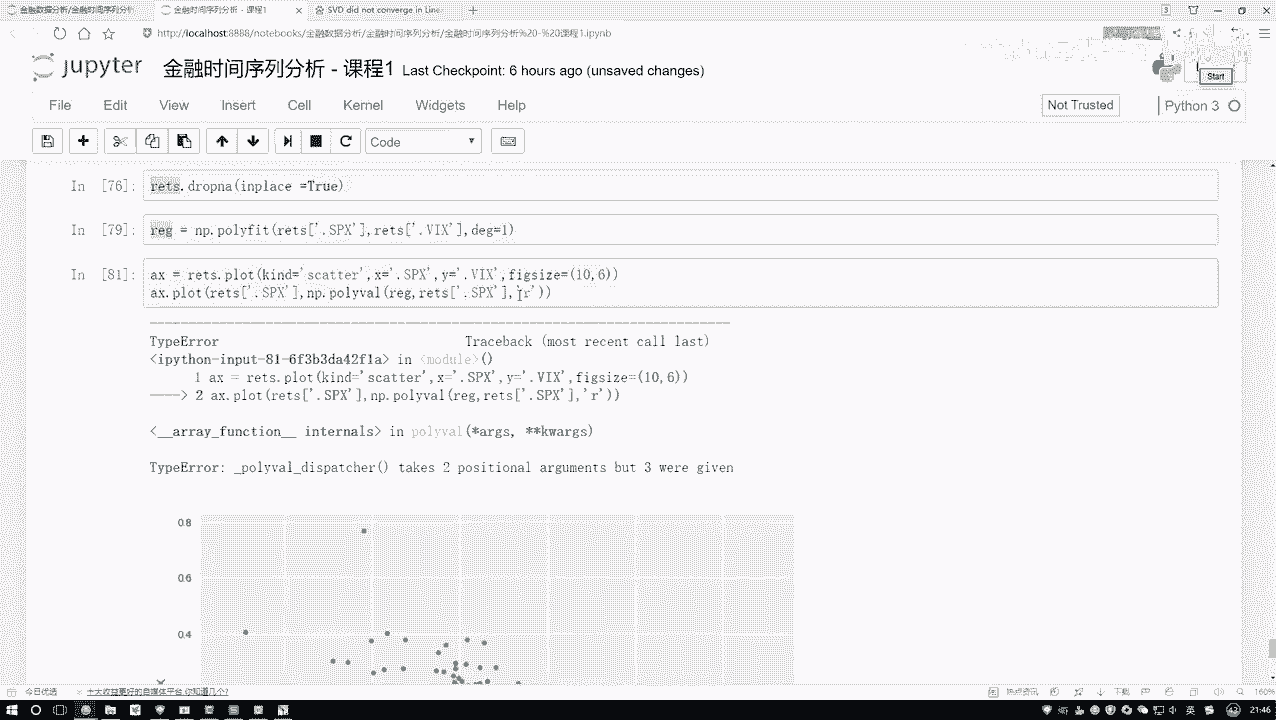 金融数据分析/金融时间序列分析
金融时间序列分析 - 课程1
SVD did not converge in Line
http://localhost:8888/notebooks/金融数据分析/金融时间序列分析/金融时间序列分析%20-%20课程1.ipynb
jupyter 金融时间序列分析 - 课程1 Last Checkpoint: 6 hours ago (unsaved changes)
Start
File Edit View Insert Cell Kernel Widgets Help
Not Trusted
Python 3
Code
In [76]: rets.dropna(inplace =True)
In [79]: reg = np.polyfit(rets['.SPX'],rets['.VIX'],deg=1)
In [81]: ax = rets.plot(kind='scatter',x='.SPX',y='.VIX',figsize=(10,6))
ax.plot(rets['.SPX'],np.polyval(reg,rets['.SPX'],'r'))
TypeError Traceback (most recent call last)
<ipython-input-81-6f3b3da42f1a> in <module>()
1 ax = rets.plot(kind='scatter',x='.SPX',y='.VIX',figsize=(10,6))
----> 2 ax.plot(rets['.SPX'],np.polyval(reg,rets['.SPX'],'r'))
<__array_function__ internals> in polyval(*args, **kwargs)
TypeError: _polyval_dispatcher() takes 2 positional arguments but 3 were given
0.8
0.6
0.4
今日优选
十大收益更好的自媒体平台,你知道几个?
热点资讯
下载
160%
21:46